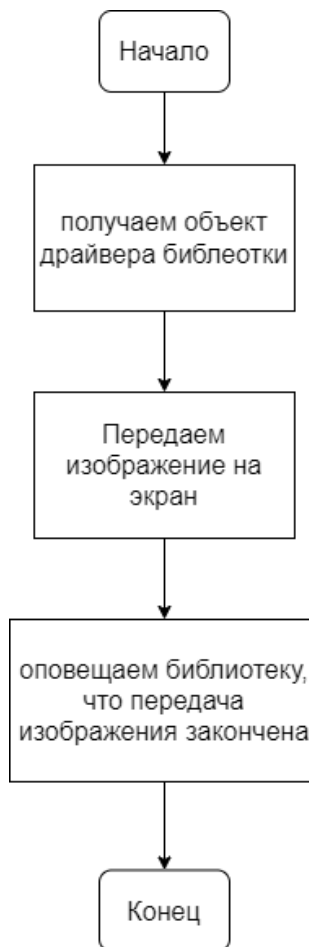 Начало
получаем объект
драйвера библеотки
Передаем
изображение на
экран
оповещаем библиотеку,
что передача
изображения закончена
Конец